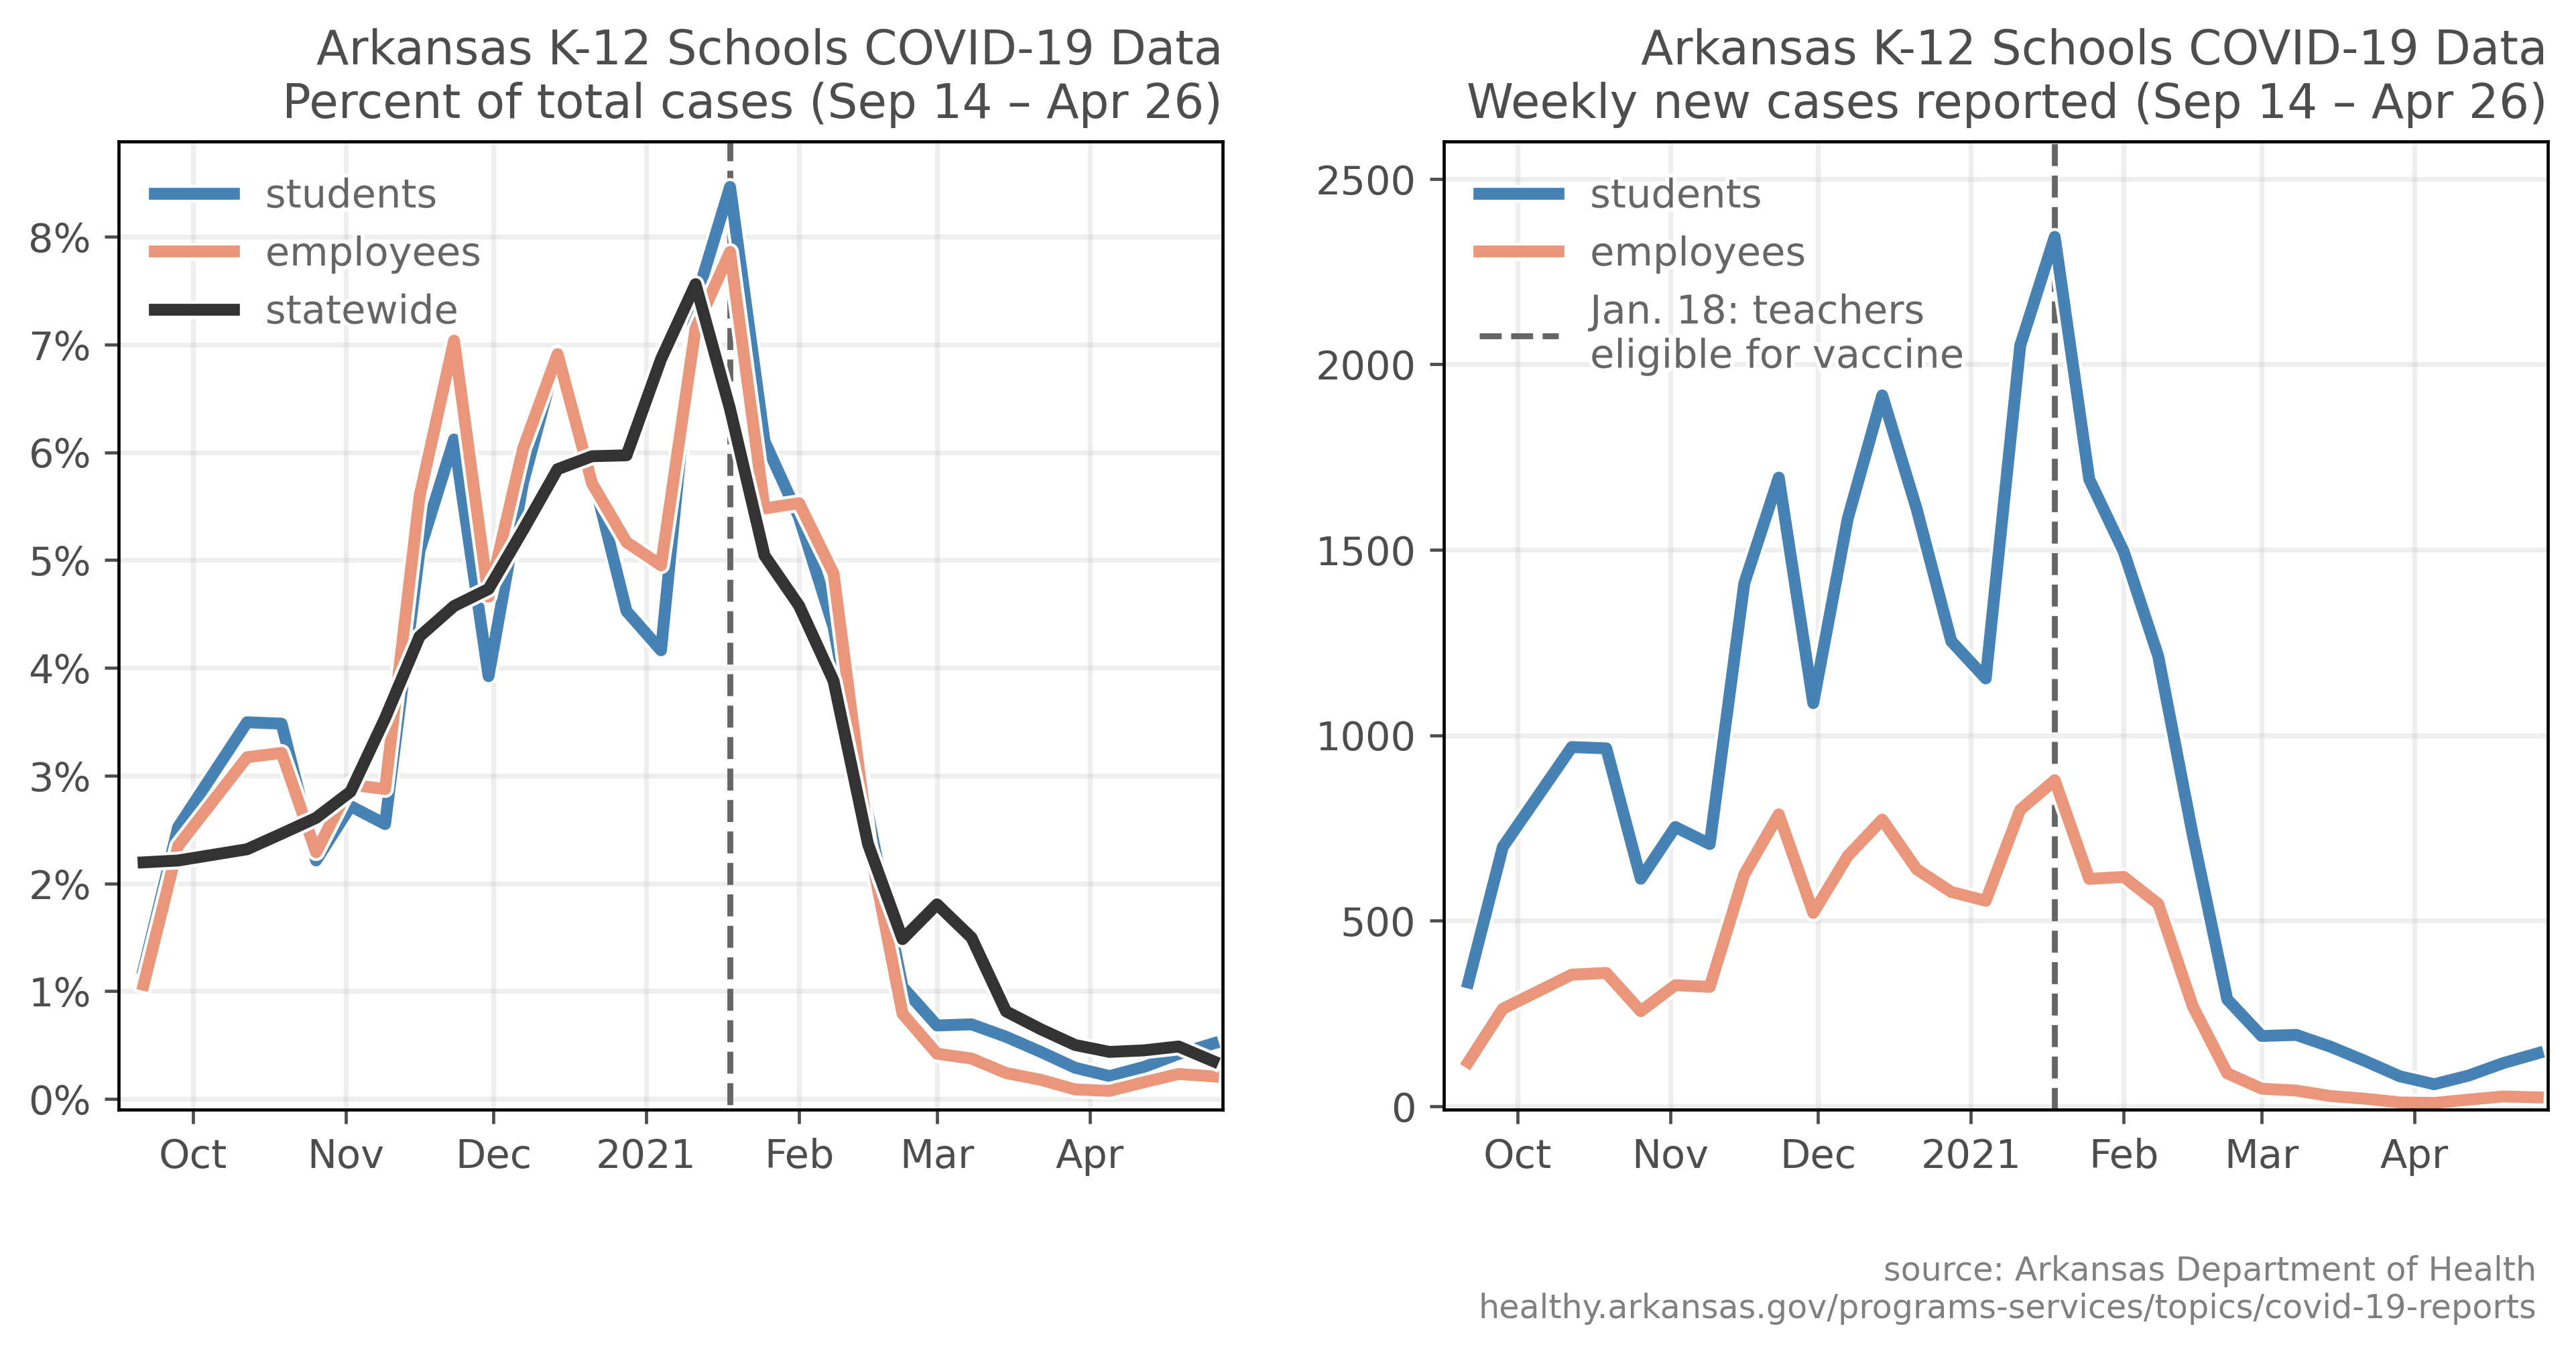 Arkansas K-12 Schools COVID-19 Data
Percent of total cases (Sep 14 – Apr 26)
students
employees
statewide
8%
7%
6%
5%
4%
3%
2%
1%
0%
Oct
Nov
Dec
2021
Feb
Mar
Apr
Arkansas K-12 Schools COVID-19 Data
Weekly new cases reported (Sep 14 – Apr 26)
students
employees
Jan. 18: teachers
eligible for vaccine
2500
2000
1500
1000
500
0
Oct
Nov
Dec
2021
Feb
Mar
Apr
source: Arkansas Department of Health
healthy.arkansas.gov/programs-services/topics/covid-19-reports